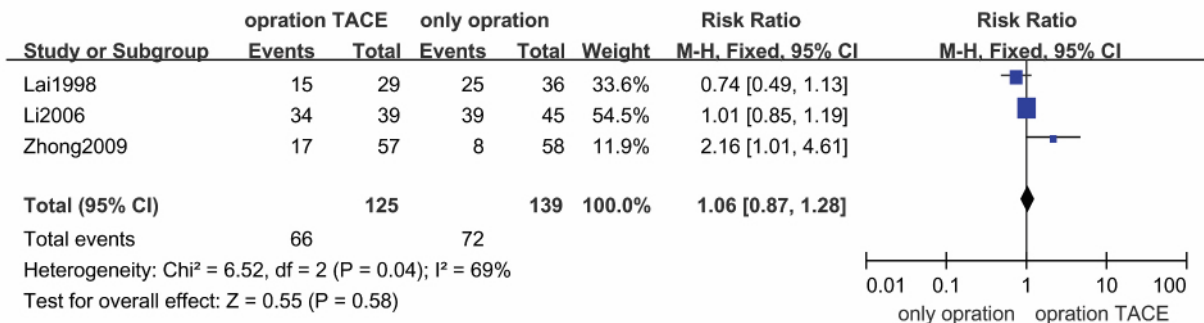 opration TACE only opration Risk Ratio Risk Ratio
Study or Subgroup Events Total Events Total Weight M-H, Fixed, 95% CI M-H, Fixed, 95% CI
Lai1998 15 29 25 36 33.6% 0.74 [0.49, 1.13]
Li2006 34 39 39 45 54.5% 1.01 [0.85, 1.19]
Zhong2009 17 57 8 58 11.9% 2.16 [1.01, 4.61]
Total (95% CI) 125 139 100.0% 1.06 [0.87, 1.28]
Total events 66 72
Heterogeneity: Chi² = 6.52, df = 2 (P = 0.04); I² = 69%
Test for overall effect: Z = 0.55 (P = 0.58)
0.01 0.1 1 10 100
only opration opration TACE